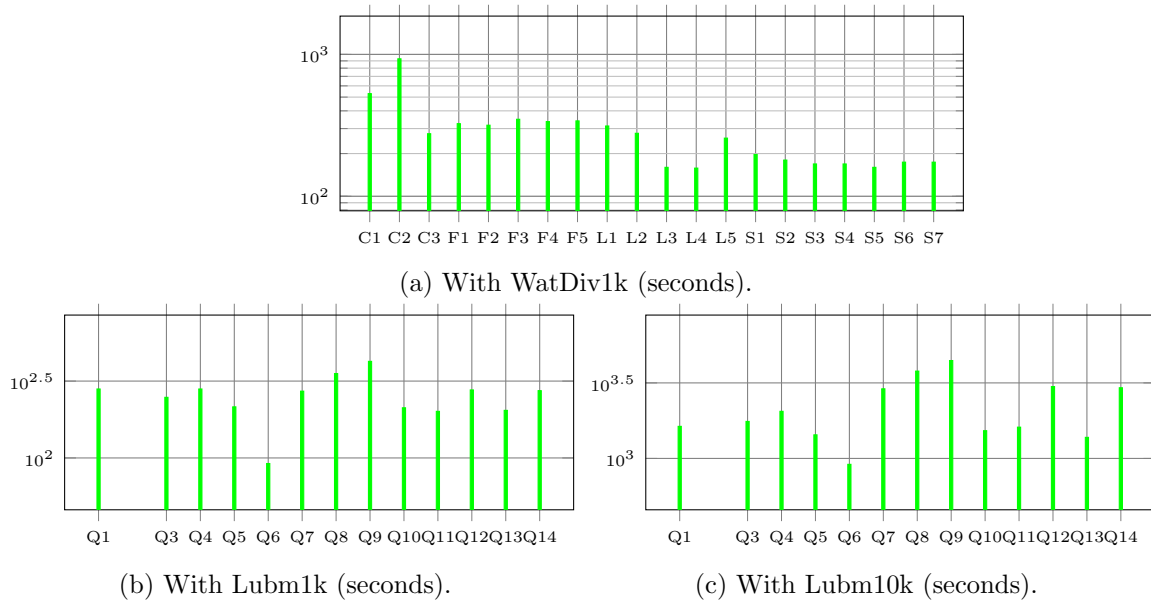 10^3
10^2
C1 C2 C3 F1 F2 F3 F4 F5 L1 L2 L3 L4 L5 S1 S2 S3 S4 S5 S6 S7
(a) With WatDiv1k (seconds).
10^2.5
10^2
Q1 Q3 Q4 Q5 Q6 Q7 Q8 Q9 Q10 Q11 Q12 Q13 Q14
(b) With Lubm1k (seconds).
10^3.5
10^3
Q1 Q3 Q4 Q5 Q6 Q7 Q8 Q9 Q10 Q11 Q12 Q13 Q14
(c) With Lubm10k (seconds).